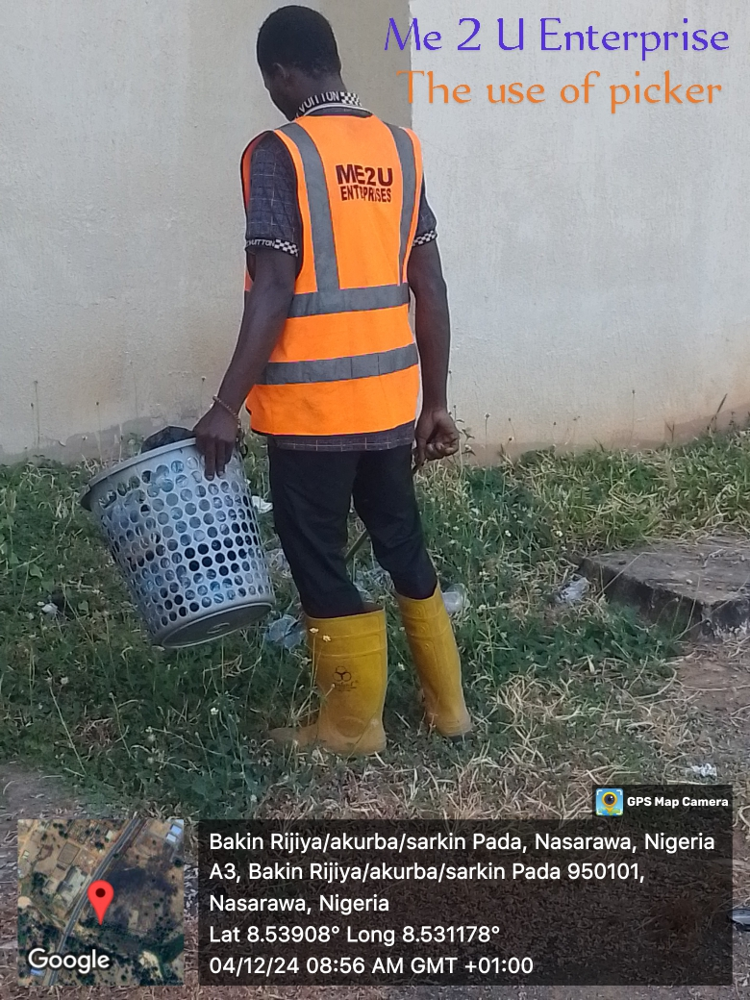 Me 2 U Enterprise
The use of picker
VUITTON
ME2U
ENTERPRISES
VUITTON
GPS Map Camera
Bakin Rijiya/akurba/sarkin Pada, Nasarawa, Nigeria
A3, Bakin Rijiya/akurba/sarkin Pada 950101,
Nasarawa, Nigeria
Lat 8.53908° Long 8.531178°
04/12/24 08:56 AM GMT +01:00
Google